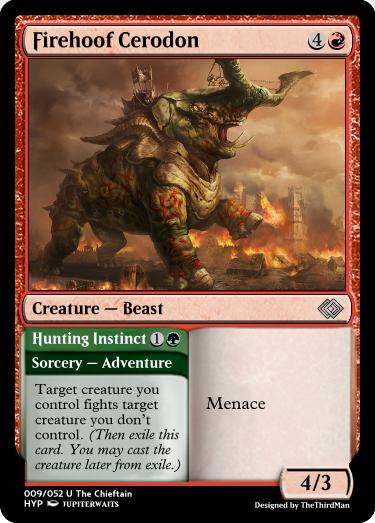 Firehoof Cerodon 4
Creature — Beast
Hunting Instinct 1
Sorcery — Adventure
Target creature you
control fights target
creature you don't
control. (Then exile this
card. You may cast the
creature later from exile.)
Menace
4/3
009/052 U The Chieftain
HYP JUPITERWAITS
Designed by TheThirdMan